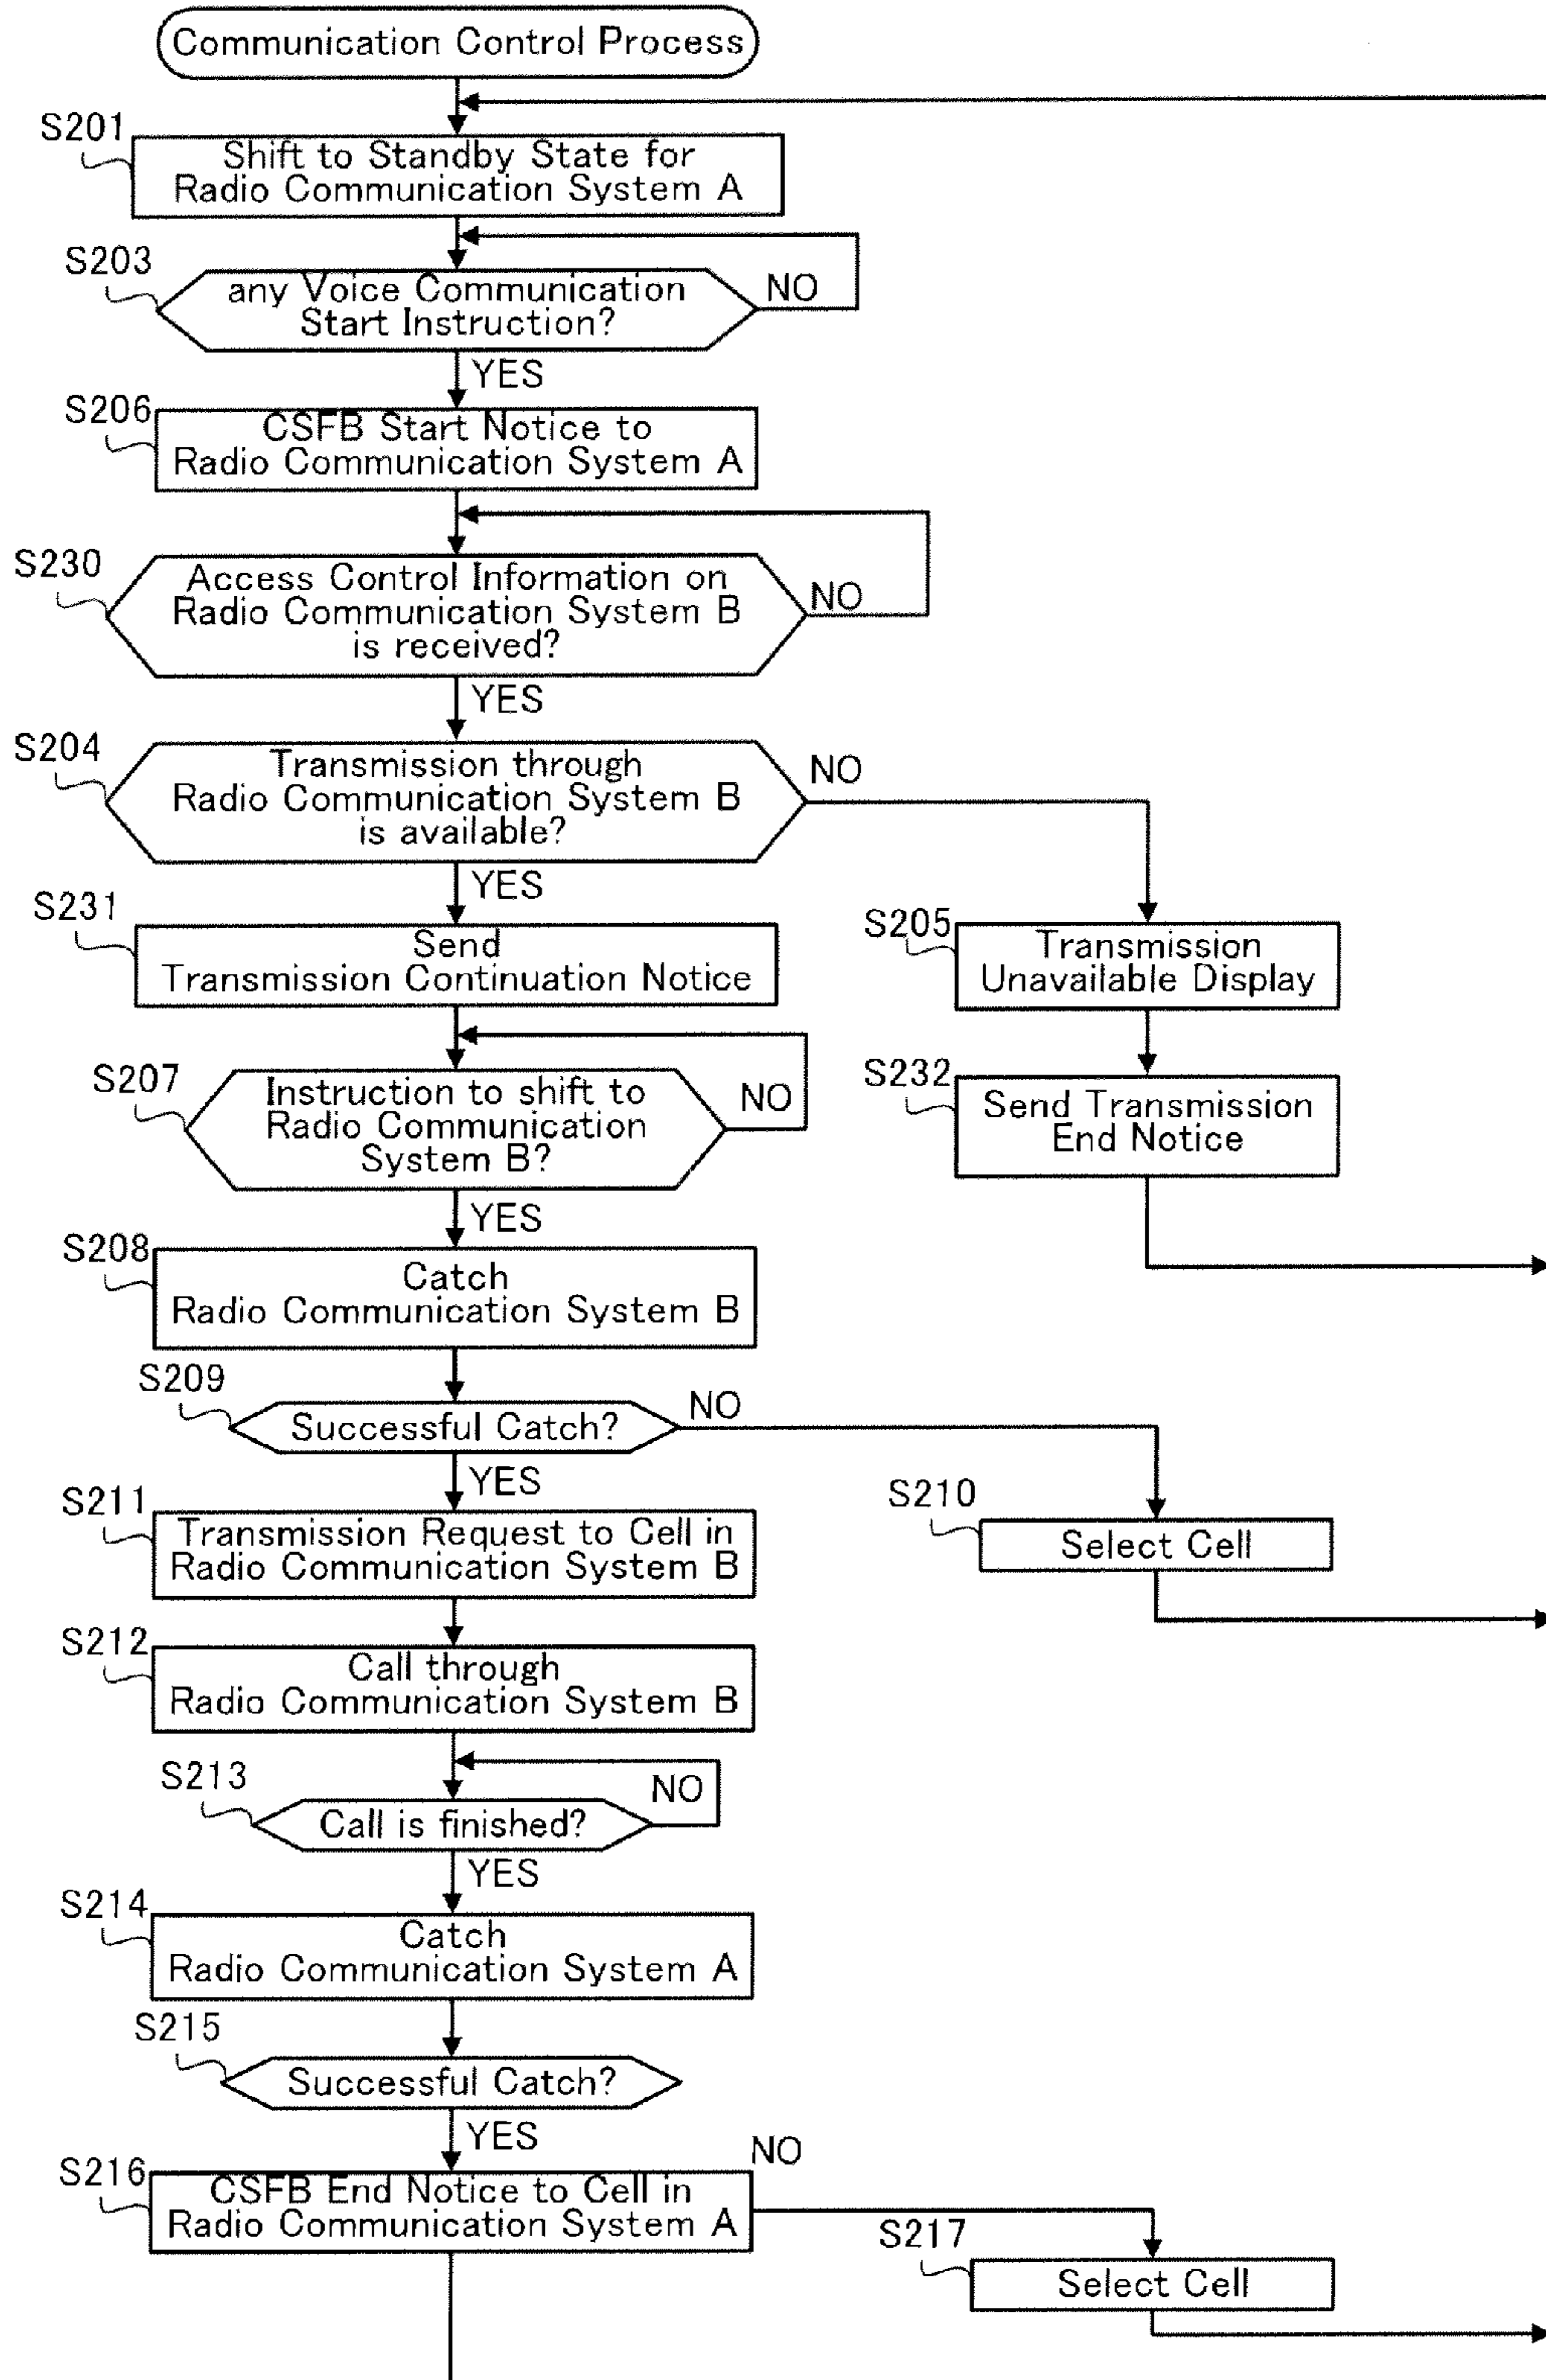 Communication Control Process
S201
Shift to Standby State for
Radio Communication System A
S203
any Voice Communication
Start Instruction?
NO
YES
S206
CSFB Start Notice to
Radio Communication System A
S230
Access Control Information on
Radio Communication System B
is received?
NO
YES
S204
Transmission through
Radio Communication System B
is available?
NO
YES
S231
Send
Transmission Continuation Notice
S205
Transmission
Unavailable Display
S207
Instruction to shift to
Radio Communication
System B?
NO
S232
Send Transmission
End Notice
YES
S208
Catch
Radio Communication System B
S209
Successful Catch?
NO
YES
S211
Transmission Request to Cell in
Radio Communication System B
S210
Select Cell
S212
Call through
Radio Communication System B
S213
Call is finished?
NO
YES
S214
Catch
Radio Communication System A
S215
Successful Catch?
YES
NO
S216
CSFB End Notice to Cell in
Radio Communication System A
S217
Select Cell